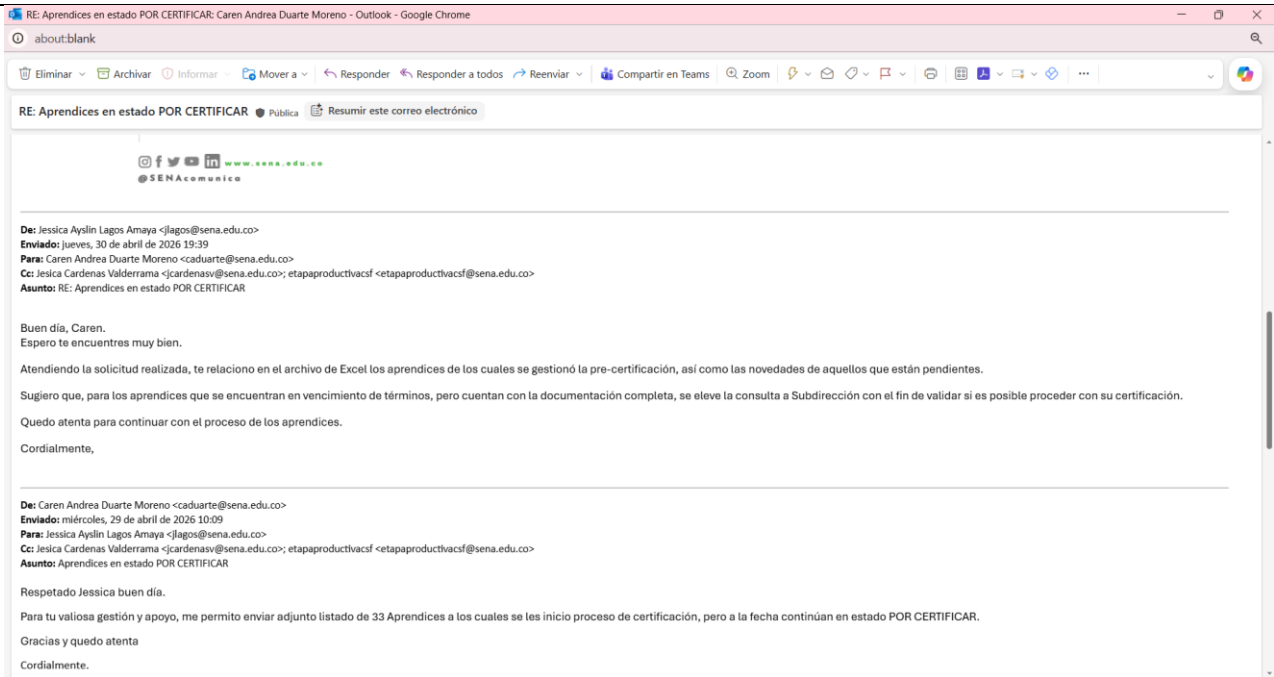 RE: Aprendices en estado POR CERTIFICAR: Caren Andrea Duarte Moreno - Outlook - Google Chrome
about:blank
Eliminar Archivar Informar Mover a Responder Responder a todos Reenviar Compartir en Teams Zoom
RE: Aprendices en estado POR CERTIFICAR Pública Resumir este correo electrónico
www.sena.edu.co
@SENAcomunica
De: Jessica Ayslin Lagos Amaya <jlagos@sena.edu.co>
Enviado: jueves, 30 de abril de 2026 19:39
Para: Caren Andrea Duarte Moreno <caduarte@sena.edu.co>
Cc: Jesica Cardenas Valderrama <jcardenasv@sena.edu.co>; etapaproductivacsf <etapaproductivacsf@sena.edu.co>
Asunto: RE: Aprendices en estado POR CERTIFICAR
Buen día, Caren.
Espero te encuentres muy bien.
Atendiendo la solicitud realizada, te relaciono en el archivo de Excel los aprendices de los cuales se gestionó la pre-certificación, así como las novedades de aquellos que están pendientes.
Sugiero que, para los aprendices que se encuentran en vencimiento de términos, pero cuentan con la documentación completa, se eleve la consulta a Subdirección con el fin de validar si es posible proceder con su certificación.
Quedo atenta para continuar con el proceso de los aprendices.
Cordialmente,
De: Caren Andrea Duarte Moreno <caduarte@sena.edu.co>
Enviado: miércoles, 29 de abril de 2026 10:09
Para: Jessica Ayslin Lagos Amaya <jlagos@sena.edu.co>
Cc: Jesica Cardenas Valderrama <jcardenasv@sena.edu.co>; etapaproductivacsf <etapaproductivacsf@sena.edu.co>
Asunto: Aprendices en estado POR CERTIFICAR
Respetado Jessica buen día.
Para tu valiosa gestión y apoyo, me permito enviar adjunto listado de 33 Aprendices a los cuales se les inicio proceso de certificación, pero a la fecha continúan en estado POR CERTIFICAR.
Gracias y quedo atenta
Cordialmente.